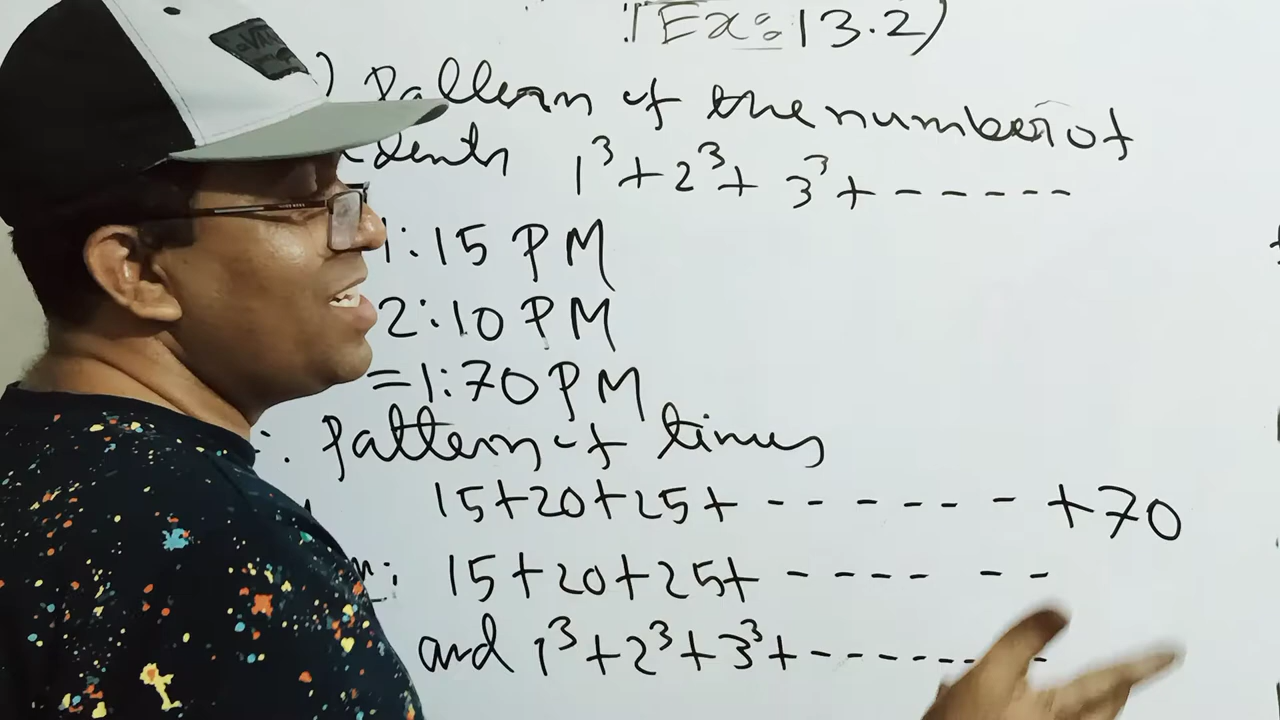 (Ex: 13.2)
) Pattern of the number of
dents 1³+2³+ 3³+ ------
1:15 PM
2:10 PM
=1:70 PM
: Pattern of times
15+20+25+ ------- +70
n: 15+20+25+ ------
and 1³+2³+3³+-------